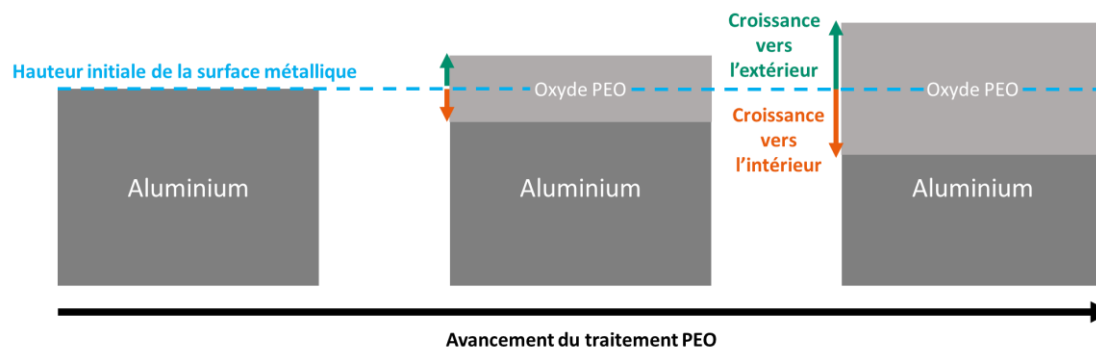 Croissance
vers
l'extérieur
Hauteur initiale de la surface métallique
Oxyde PEO
Oxyde PEO
Croissance
vers
l'intérieur
Aluminium
Aluminium
Aluminium
Avancement du traitement PEO